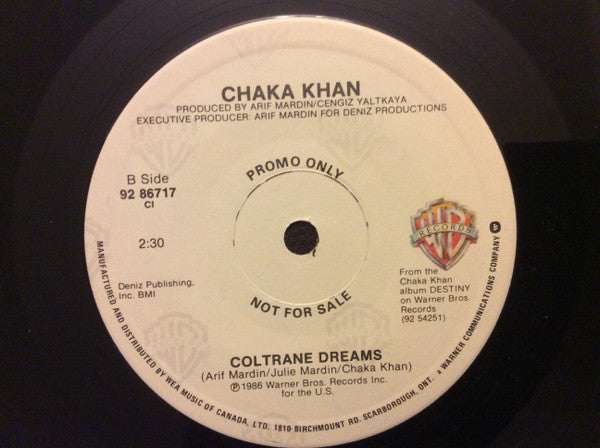 CHAKA KHAN
PRODUCED BY ARIF MARDIN/CENGIZ YALTKAYA
EXECUTIVE PRODUCER: ARIF MARDIN FOR DENIZ PRODUCTIONS
PROMO ONLY
B Side
92 86717
CI
2:30
Deniz Publishing,
Inc. BMI
WB
RECORDS
From the
Chaka Khan
album DESTINY
on Warner Bros.
Records
(92 54251)
NOT FOR SALE
COLTRANE DREAMS
(Arif Mardin/Julie Mardin/Chaka Khan)
Ⓟ1986 Warner Bros. Records Inc.
for the U.S.
MANUFACTURED AND DISTRIBUTED BY WEA MUSIC OF CANADA, LTD. 1810 BIRCHMOUNT RD. SCARBOROUGH, ONT. a WARNER COMMUNICATIONS COMPANY